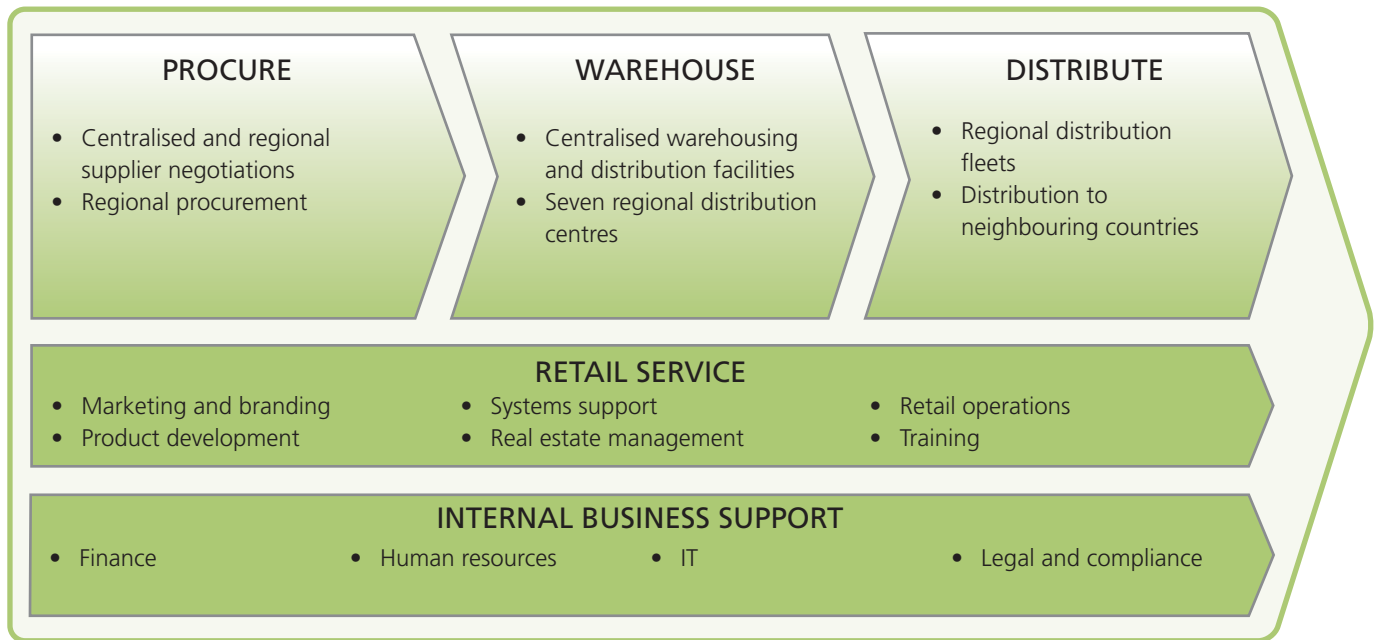 PROCURE
• Centralised and regional
supplier negotiations
• Regional procurement
WAREHOUSE
• Centralised warehousing
and distribution facilities
• Seven regional distribution
centres
DISTRIBUTE
• Regional distribution
fleets
• Distribution to
neighbouring countries
RETAIL SERVICE
• Marketing and branding
• Product development
• Systems support
• Real estate management
• Retail operations
• Training
INTERNAL BUSINESS SUPPORT
• Finance
• Human resources
• IT
• Legal and compliance